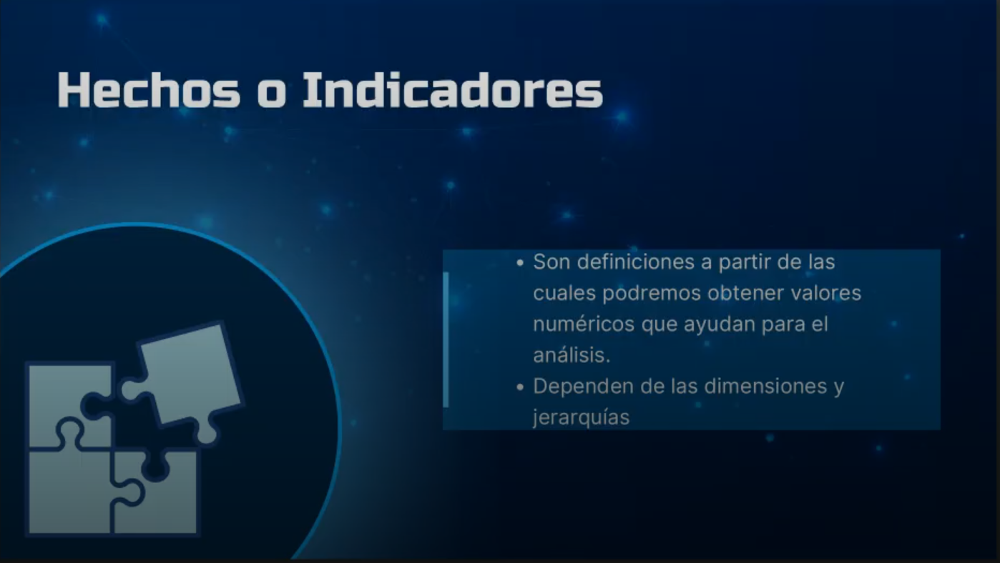 Hechos o Indicadores
• Son definiciones a partir de las
cuales podremos obtener valores
numéricos que ayudan para el
análisis.
• Dependen de las dimensiones y
jerarquías